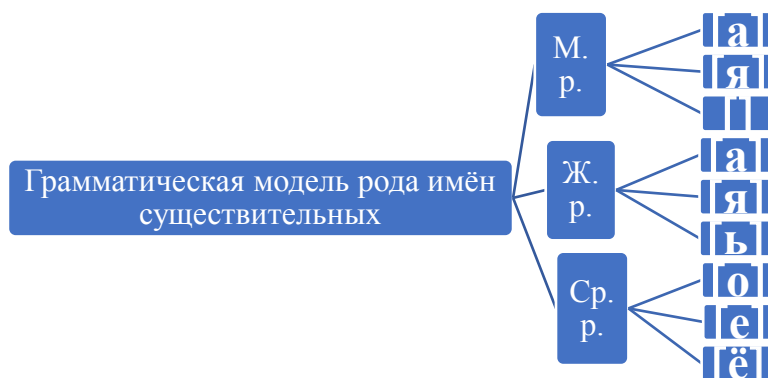 Грамматическая модель рода имён
существительных
М.
р.
а
я
Ж.
р.
а
я
ь
Ср.
р.
о
е
ё